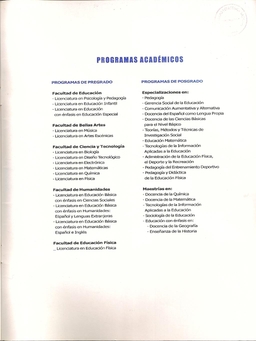 PROGRAMAS ACADÉMICOS
PROGRAMAS DE PREGRADO
Facultad de Educación
- Licenciatura en Psicología y Pedagogía
- Licenciatura en Educación Infantil
- Licenciatura en Educación
con énfasis en Educación Especial
Facultad de Bellas Artes
- Licenciatura en Música
- Licenciatura en Artes Escénicas
Facultad de Ciencia y Tecnología
- Licenciatura en Biología
- Licenciatura en Diseño Tecnológico
- Licenciatura en Electrónica
- Licenciatura en Matemáticas
- Licenciatura en Química
- Licenciatura en Física
Facultad de Humanidades
- Licenciatura en Educación Básica
con énfasis en Ciencias Sociales
- Licenciatura en Educación Básica
con énfasis en Humanidades:
Español y Lenguas Extranjeras
- Licenciatura en Educación Básica
con énfasis en Humanidades:
Español e Inglés
Facultad de Educación Física
- Licenciatura en Educación Física
PROGRAMAS DE POSGRADO
Especializaciones en:
- Pedagogía
- Gerencia Social de la Educación
- Comunicación Aumentativa y Alternativa
- Docencia del Español como Lengua Propia
- Docencia de las Ciencias Básicas
para el Nivel Básico
- Teorías, Métodos y Técnicas de
Investigación Social
- Educación Matemática
- Tecnologías de la Información
Aplicadas a la Educación
- Administración de la Educación Física,
el Deporte y la Recreación
- Pedagogía del Entrenamiento Deportivo
- Pedagogía y Didáctica
de la Educación Física
Maestrías en:
- Docencia de la Química
- Docencia de la Matemática
- Tecnologías de la Información
Aplicadas a la Educación
- Sociología de la Educación
- Educación con énfasis en:
- Docencia de la Geografía
- Enseñanza de la Historia